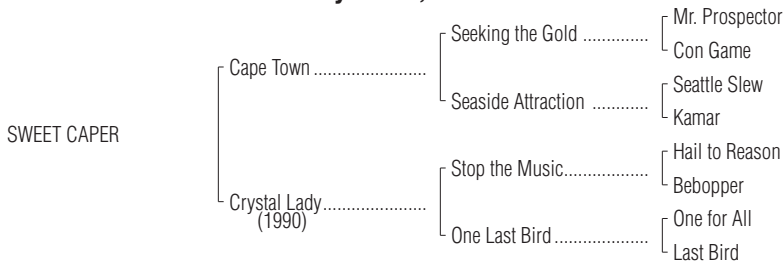 Mr. Prospector
Seeking the Gold ..............
Con Game
Cape Town ........................
Seattle Slew
Seaside Attraction ............
Kamar
SWEET CAPER
Hail to Reason
Stop the Music.....................
Bebopper
Crystal Lady......................
(1990)
One for All
One Last Bird .....................
Last Bird